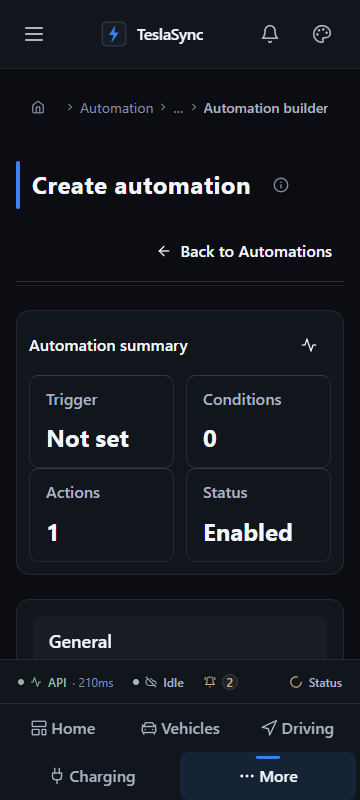 TeslaSync
Automation ... Automation builder
Create automation
Back to Automations
Automation summary
Trigger
Not set
Conditions
0
Actions
1
Status
Enabled
General
API · 210ms Idle 2 Status
Home Vehicles Driving
Charging More